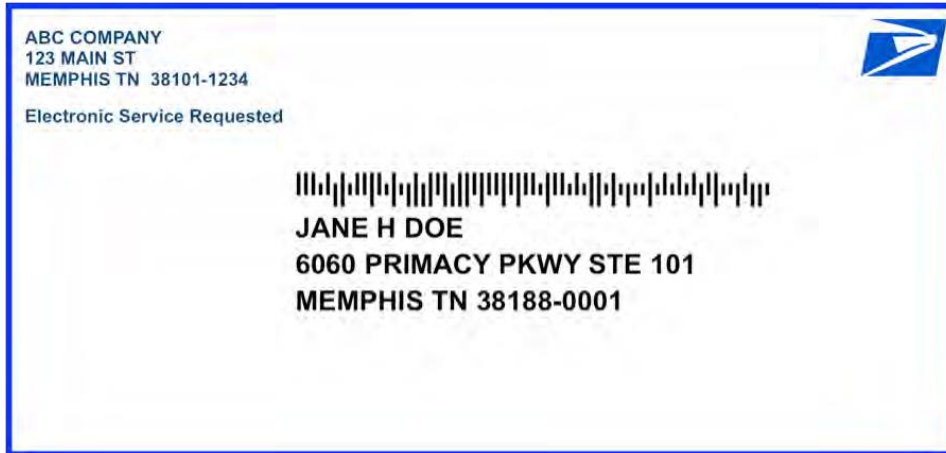 ABC COMPANY
123 MAIN ST
MEMPHIS TN 38101-1234
Electronic Service Requested
JANE H DOE
6060 PRIMACY PKWY STE 101
MEMPHIS TN 38188-0001